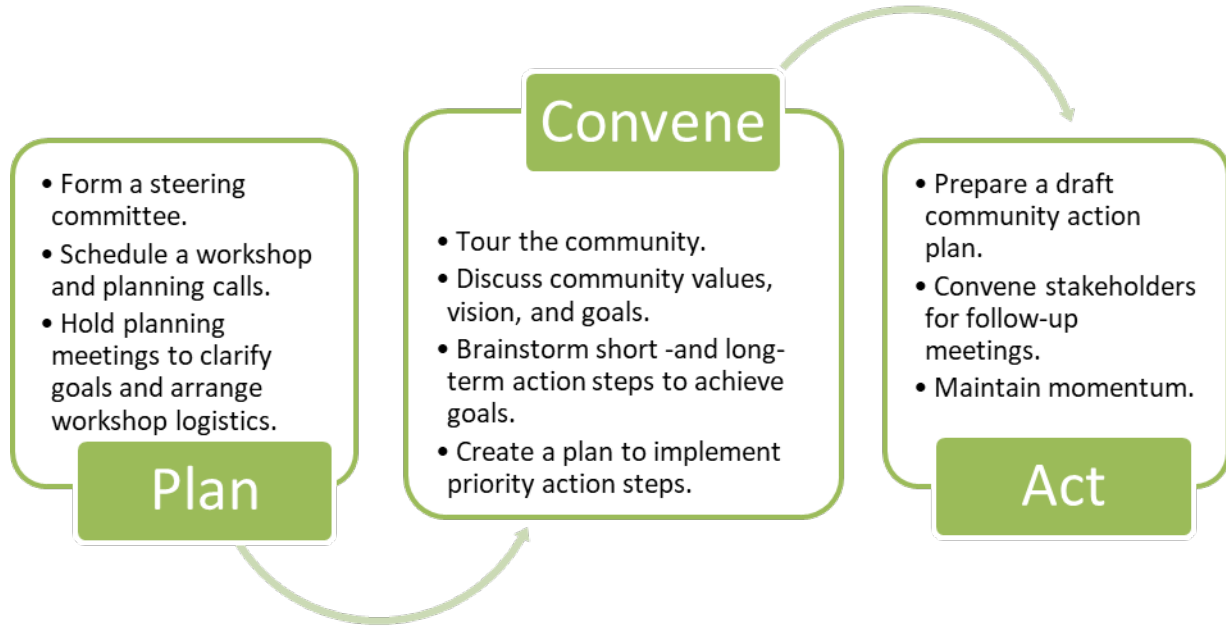 • Form a steering
committee.
• Schedule a workshop
and planning calls.
• Hold planning
meetings to clarify
goals and arrange
workshop logistics.
Plan
Convene
• Tour the community.
• Discuss community values,
vision, and goals.
• Brainstorm short -and long-
term action steps to achieve
goals.
• Create a plan to implement
priority action steps.
• Prepare a draft
community action
plan.
• Convene stakeholders
for follow-up
meetings.
• Maintain momentum.
Act